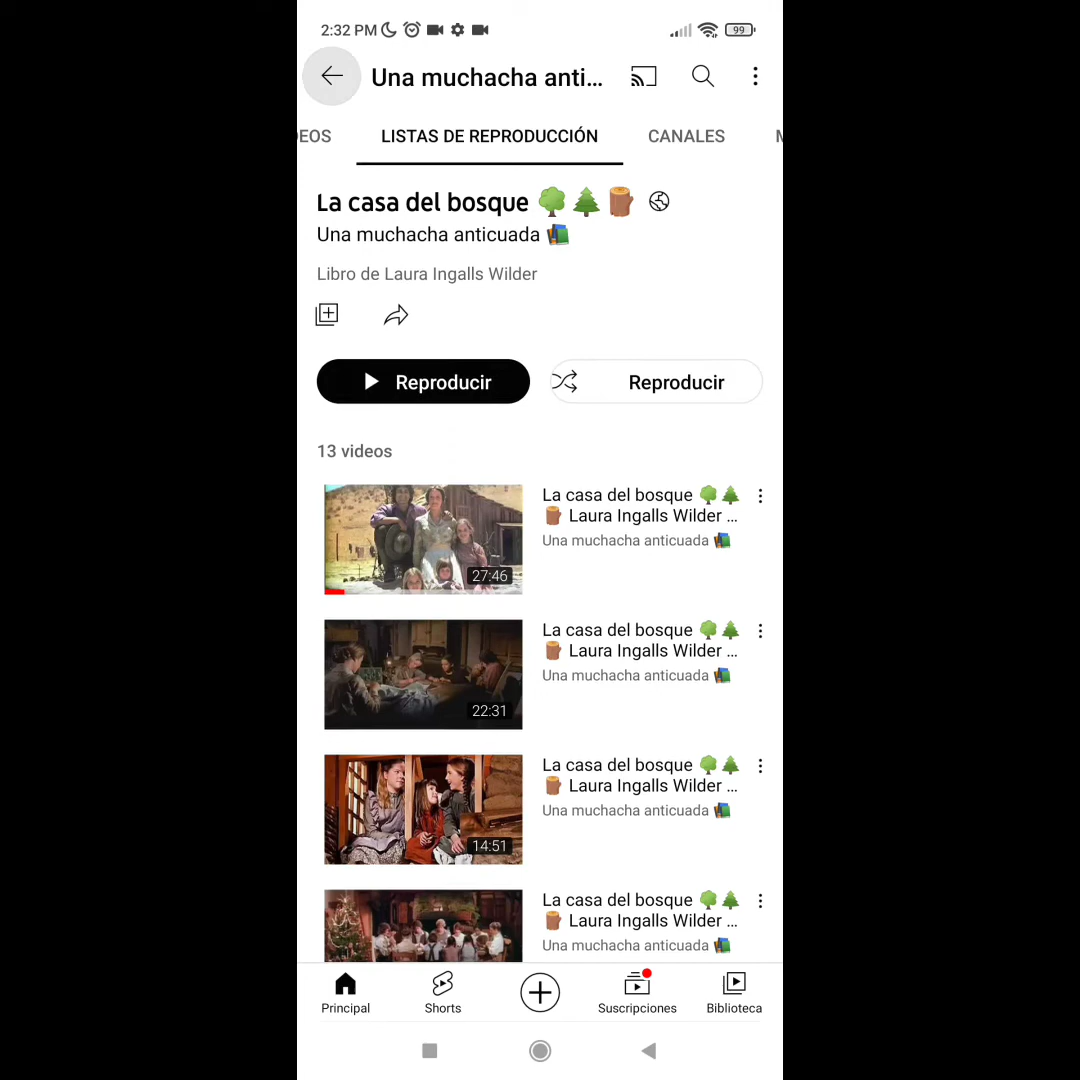 2:32 PM
99
Una muchacha anti...
DEOS LISTAS DE REPRODUCCIÓN CANALES M
La casa del bosque 🌳🌲🪵
Una muchacha anticuada 📚
Libro de Laura Ingalls Wilder
Reproducir
Reproducir
13 videos
La casa del bosque 🌳🌲
🪵 Laura Ingalls Wilder ...
Una muchacha anticuada 📚
27:46
La casa del bosque 🌳🌲
🪵 Laura Ingalls Wilder ...
Una muchacha anticuada 📚
22:31
La casa del bosque 🌳🌲
🪵 Laura Ingalls Wilder ...
Una muchacha anticuada 📚
14:51
La casa del bosque 🌳🌲
🪵 Laura Ingalls Wilder ...
Una muchacha anticuada 📚
Principal Shorts Suscripciones Biblioteca